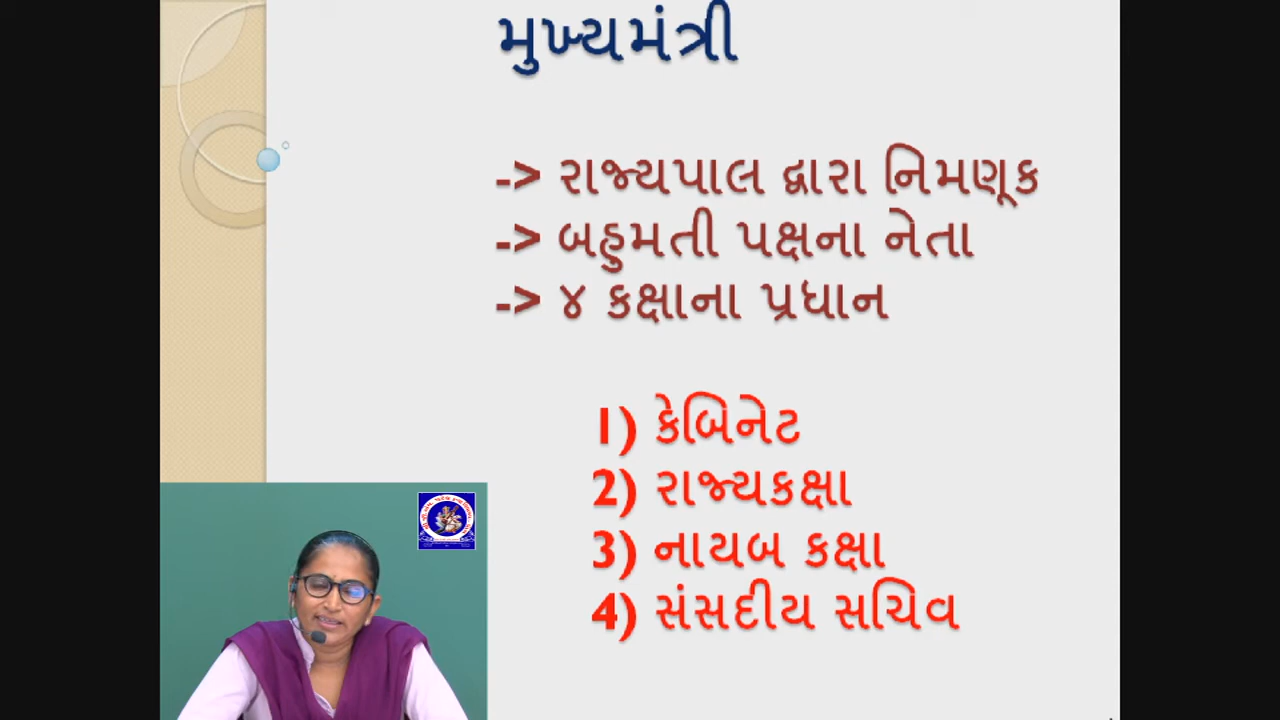 મુખ્યમંત્રી
-> રાજ્યપાલ દ્વારા નિમણૂક
-> બહુમતી પક્ષના નેતા
-> ૪ કક્ષાના પ્રધાન
1) કેબિનેટ
2) રાજ્યકક્ષા
3) નાયબ કક્ષા
4) સંસદીય સચિવ